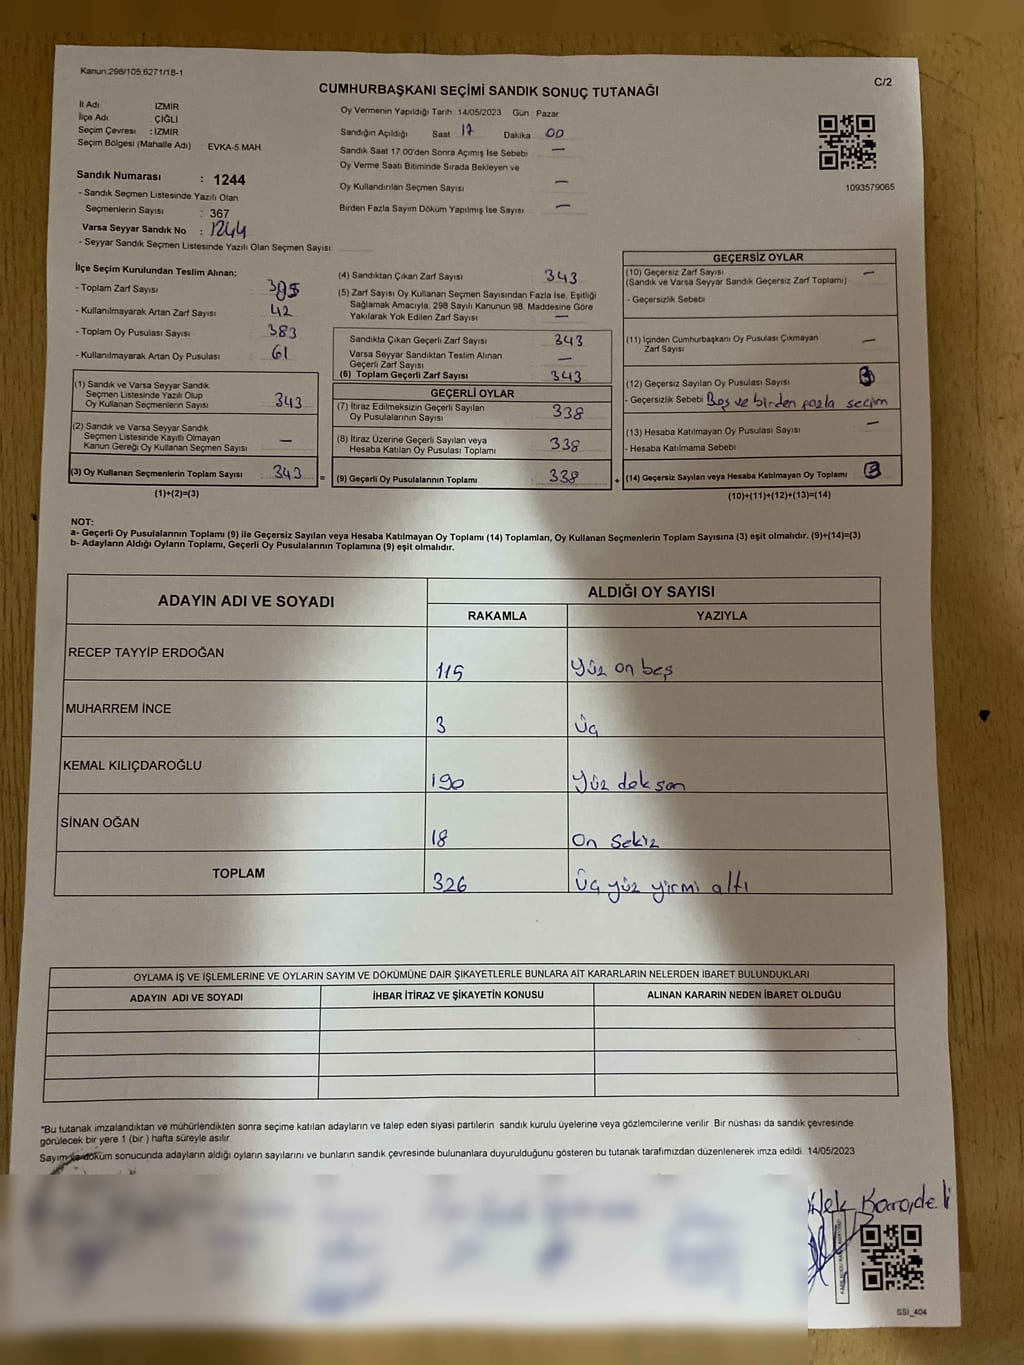 Kanun:298/105,6271/18-1
C/2
CUMHURBAŞKANI SEÇİMİ SANDIK SONUÇ TUTANAĞI
İl Adı İZMİR
İlçe Adı ÇİĞLİ
Seçim Çevresi : İZMİR
Seçim Bölgesi (Mahalle Adı) : EVKA-5 MAH.
Sandık Numarası : 1244
- Sandık Seçmen Listesinde Yazılı Olan
Seçmenlerin Sayısı : 367
Varsa Seyyar Sandık No : 1244
- Seyyar Sandık Seçmen Listesinde Yazılı Olan Seçmen Sayısı:
Oy Vermenin Yapıldığı Tarih 14/05/2023 Gün Pazar
Sandığın Açıldığı Saat 17 Dakika 00
Sandık Saat 17:00'den Sonra Açımış İse Sebebi —
Oy Verme Saati Bitiminde Sırada Bekleyen ve
Oy Kullandırılan Seçmen Sayısı —
Birden Fazla Sayım Döküm Yapılmış İse Sayısı —
1093579065
İlçe Seçim Kurulundan Teslim Alınan:
- Toplam Zarf Sayısı 385
- Kullanılmayarak Artan Zarf Sayısı 42
- Toplam Oy Pusulası Sayısı 383
- Kullanılmayarak Artan Oy Pusulası 61
(1) Sandık ve Varsa Seyyar Sandık
Seçmen Listesinde Yazılı Olup
Oy Kullanan Seçmenlerin Sayısı 343
(2) Sandık ve Varsa Seyyar Sandık
Seçmen Listesinde Kayıtlı Olmayan
Kanun Gereği Oy Kullanan Seçmen Sayısı —
(3) Oy Kullanan Seçmenlerin Toplam Sayısı 343 =
(1)+(2)=(3)
(4) Sandıktan Çıkan Zarf Sayısı 343
(5) Zarf Sayısı Oy Kullanan Seçmen Sayısından Fazla İse, Eşitliği
Sağlamak Amacıyla, 298 Sayılı Kanunun 98. Maddesine Göre
Yakılarak Yok Edilen Zarf Sayısı —
Sandıkta Çıkan Geçerli Zarf Sayısı 343
Varsa Seyyar Sandıktan Teslim Alınan
Geçerli Zarf Sayısı —
(6) Toplam Geçerli Zarf Sayısı 343
GEÇERLİ OYLAR
(7) İtiraz Edilmeksizin Geçerli Sayılan
Oy Pusulalarının Sayısı 338
(8) İtiraz Üzerine Geçerli Sayılan veya
Hesaba Katılan Oy Pusulası Toplamı 338
(9) Geçerli Oy Pusulalarının Toplamı 338 +
GEÇERSİZ OYLAR
(10) Geçersiz Zarf Sayısı —
(Sandık ve Varsa Seyyar Sandık Geçersiz Zarf Toplamı)
- Geçersizlik Sebebi
(11) İçinden Cumhurbaşkanı Oy Pusulası Çıkmayan
Zarf Sayısı —
(12) Geçersiz Sayılan Oy Pusulası Sayısı
- Geçersizlik Sebebi Boş ve birden fazla seçim
(13) Hesaba Katılmayan Oy Pusulası Sayısı —
- Hesaba Katılmama Sebebi
(14) Geçersiz Sayılan veya Hesaba Katılmayan Oy Toplamı
(10)+(11)+(12)+(13)=(14)
NOT:
a- Geçerli Oy Pusulalarının Toplamı (9) ile Geçersiz Sayılan veya Hesaba Katılmayan Oy Toplamı (14) Toplamları, Oy Kullanan Seçmenlerin Toplam Sayısına (3) eşit olmalıdır. (9)+(14)=(3)
b- Adayların Aldığı Oyların Toplamı, Geçerli Oy Pusulalarının Toplamına (9) eşit olmalıdır.
ADAYIN ADI VE SOYADI ALDIĞI OY SAYISI
RAKAMLA YAZIYLA
RECEP TAYYİP ERDOĞAN 115 Yüz on beş
MUHARREM İNCE 3 Üç
KEMAL KILIÇDAROĞLU 190 Yüz doksan
SİNAN OĞAN 18 On Sekiz
TOPLAM 326 Üç yüz yirmi altı
OYLAMA İŞ VE İŞLEMLERİNE VE OYLARIN SAYIM VE DÖKÜMÜNE DAİR ŞİKAYETLERLE BUNLARA AİT KARARLARIN NELERDEN İBARET BULUNDUKLARI
ADAYIN ADI VE SOYADI İHBAR İTİRAZ VE ŞİKAYETİN KONUSU ALINAN KARARIN NEDEN İBARET OLDUĞU
*Bu tutanak imzalandıktan ve mühürlendikten sonra seçime katılan adayların ve talep eden siyasi partilerin sandık kurulu üyelerine veya gözlemcilerine verilir. Bir nüshası da sandık çevresinde
görülecek bir yere 1 (bir ) hafta süreyle asılır.
Sayım ve döküm sonucunda adayların aldığı oyların sayılarını ve bunların sandık çevresinde bulunanlara duyurulduğunu gösteren bu tutanak tarafımızdan düzenlenerek imza edildi. 14/05/2023
SSI_404